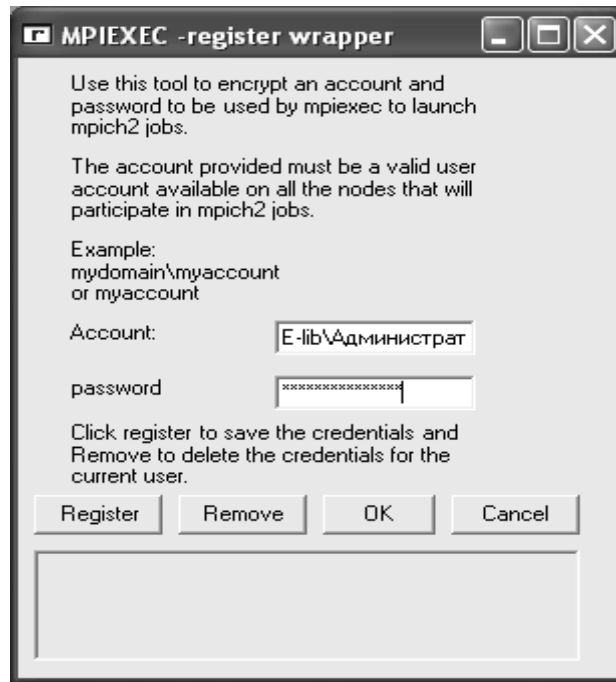 MPIEXEC -register wrapper
Use this tool to encrypt an account and
password to be used by mpiexec to launch
mpich2 jobs.
The account provided must be a valid user
account available on all the nodes that will
participate in mpich2 jobs.
Example:
mydomain\myaccount
or myaccount
Account: E-lib\Администрат
password ***************
Click register to save the credentials and
Remove to delete the credentials for the
current user.
Register Remove OK Cancel